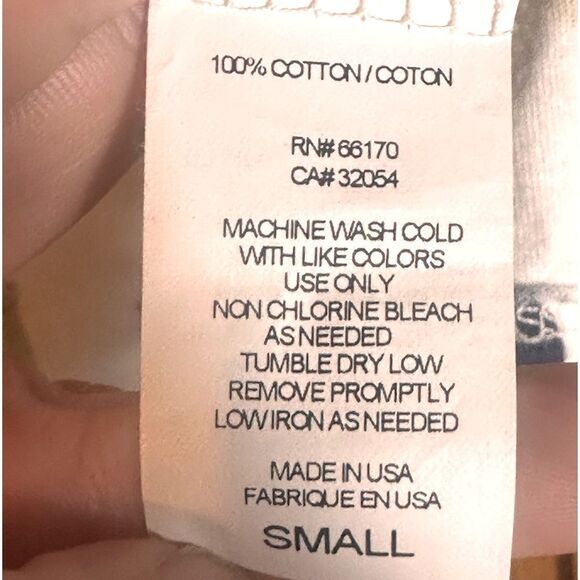 100% COTTON / COTON
RN# 66170
CA# 32054
MACHINE WASH COLD
WITH LIKE COLORS
USE ONLY
NON CHLORINE BLEACH
AS NEEDED
TUMBLE DRY LOW
REMOVE PROMPTLY
LOW IRON AS NEEDED
MADE IN USA
FABRIQUE EN USA
SMALL